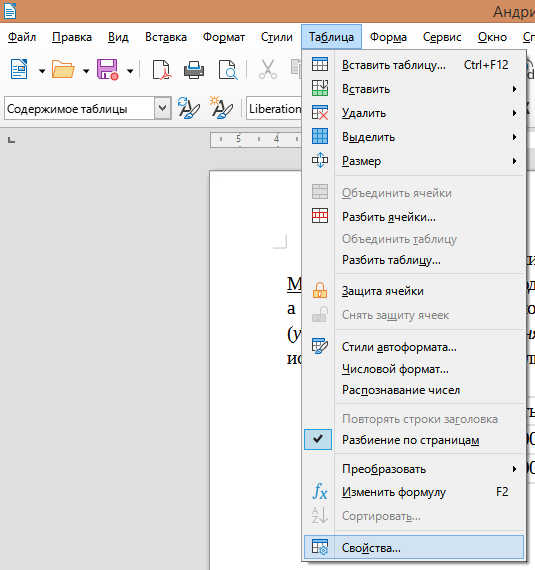 Андри
Файл Правка Вид Вставка Формат Стили Таблица Форма Сервис Окно
Содержимое таблицы Liberation
5 4
Вставить таблицу... Ctrl+F12
Вставить
Удалить
Выделить
Размер
Объединить ячейки
Разбить ячейки...
Объединить таблицу
Разбить таблицу...
Защита ячейки
Снять защиту ячеек
Стили автоформата...
Числовой формат...
Распознавание чисел
Повторять строки заголовка
Разбиение по страницам
Преобразовать
Изменить формулу F2
Сортировать...
Свойства...